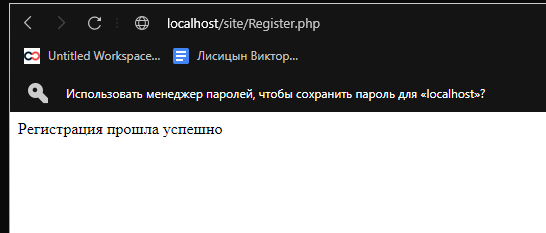 localhost/site/Register.php
Untitled Workspace... Лисицын Виктор...
Использовать менеджер паролей, чтобы сохранить пароль для «localhost»?
Регистрация прошла успешно